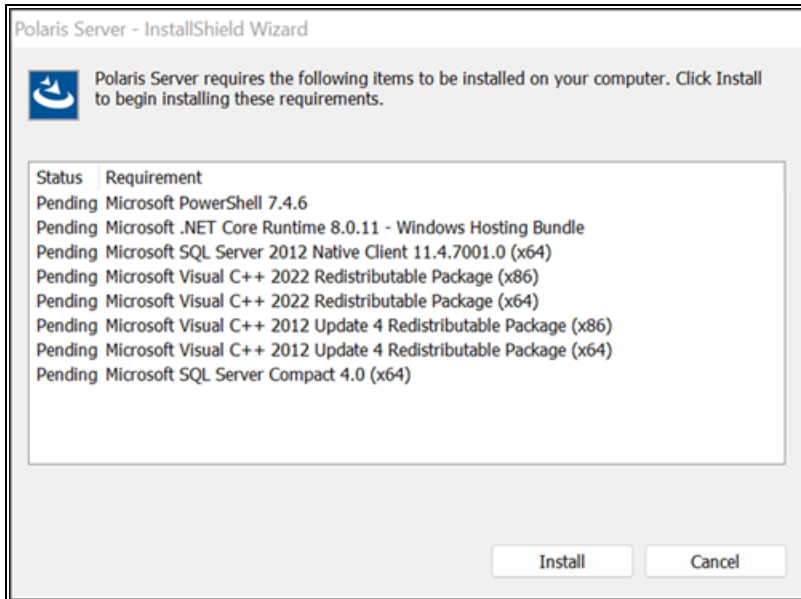 Polaris Server - InstallShield Wizard
Polaris Server requires the following items to be installed on your computer. Click Install
to begin installing these requirements.
Status Requirement
Pending Microsoft PowerShell 7.4.6
Pending Microsoft .NET Core Runtime 8.0.11 - Windows Hosting Bundle
Pending Microsoft SQL Server 2012 Native Client 11.4.7001.0 (x64)
Pending Microsoft Visual C++ 2022 Redistributable Package (x86)
Pending Microsoft Visual C++ 2022 Redistributable Package (x64)
Pending Microsoft Visual C++ 2012 Update 4 Redistributable Package (x86)
Pending Microsoft Visual C++ 2012 Update 4 Redistributable Package (x64)
Pending Microsoft SQL Server Compact 4.0 (x64)
Install Cancel